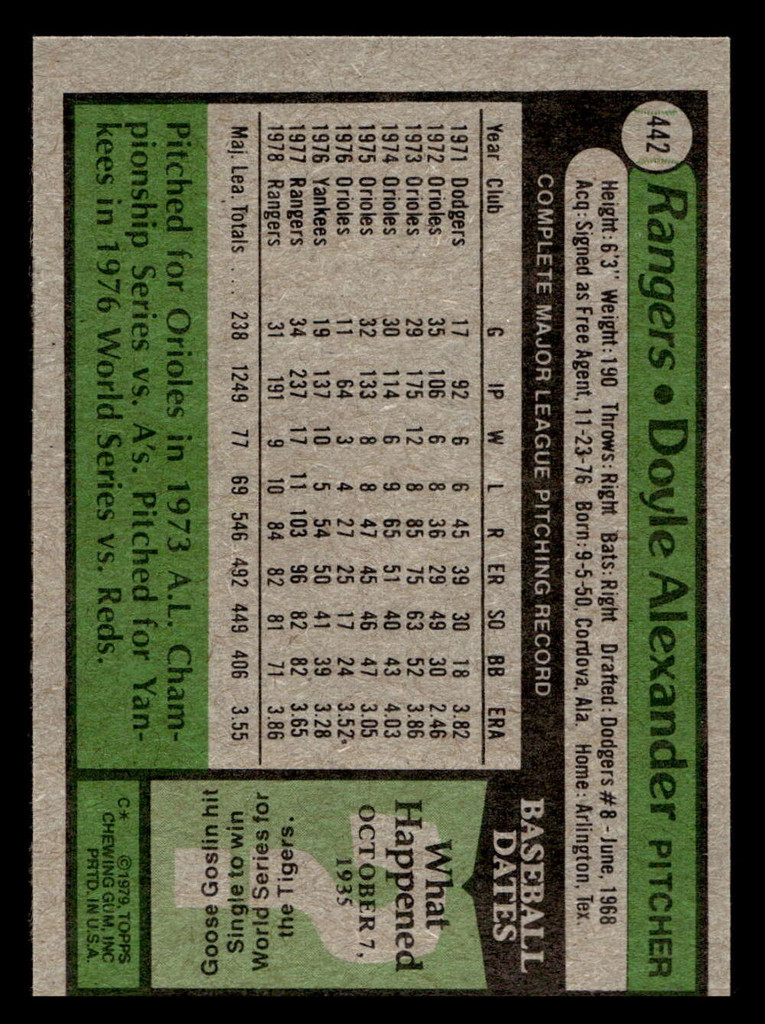 442
Rangers • Doyle Alexander PITCHER
Height: 6'3" Weight: 190 Throws: Right Bats: Right Drafted: Dodgers #8 - June, 1968
Acq: Signed as Free Agent, 11-23-76 Born: 9-5-50, Cordova, Ala. Home: Arlington, Tex.
COMPLETE MAJOR LEAGUE PITCHING RECORD
Year Club G IP W L R ER SO BB ERA
1971 Dodgers 17 92 6 6 45 39 30 18 3.82
1972 Orioles 35 106 6 8 36 29 49 30 2.46
1973 Orioles 29 175 12 8 85 75 63 52 3.86
1974 Orioles 30 114 6 9 65 51 40 43 4.03
1975 Orioles 32 133 8 8 47 45 46 47 3.05
1976 Orioles 11 64 3 4 27 25 17 24 3.52
1976 Yankees 19 137 10 5 54 50 41 39 3.28
1977 Rangers 34 237 17 11 103 96 82 82 3.65
1978 Rangers 31 191 9 10 84 82 81 71 3.86
Maj. Lea. Totals . . . 238 1249 77 69 546 492 449 406 3.55
Pitched for Orioles in 1973 A.L. Cham-
pionship Series vs. A's. Pitched for Yan-
kees in 1976 World Series vs. Reds.
BASEBALL
DATES
What
Happened
OCTOBER 7,
1935
?
Goose Goslin hit
Single to win
World Series for
the Tigers.
C* ©1979, TOPPS
CHEWING GUM, INC
PRTD. IN U.S.A.